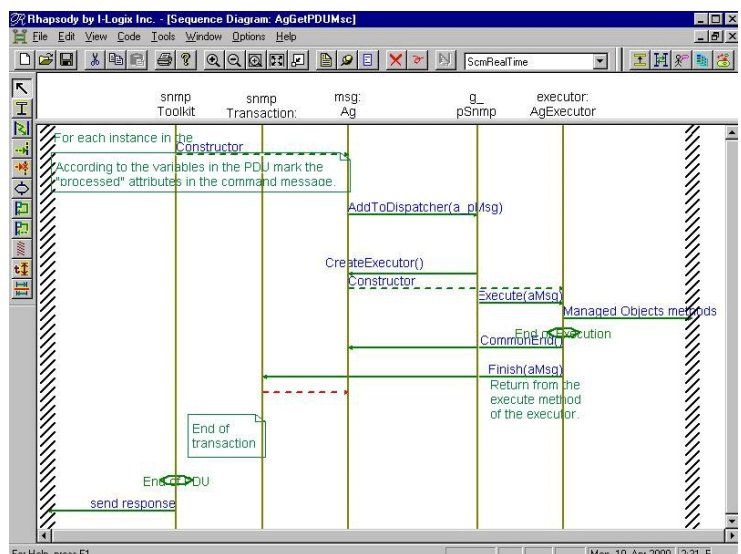 Rhapsody by I-Logix Inc. - [Sequence Diagram: AgGetPDUMsc]
File Edit View Code Tools Window Options Help
ScmRealTime
snmp
Toolkit
snmp
Transaction:
msg:
Ag
g_
pSnmp
executor:
AgExecutor
For each instance in the
Constructor
According to the variables in the PDU mark the
"processed" attributes in the command message.
AddToDispatcher(a_pMsg)
CreateExecutor()
Constructor
Execute(aMsg)
Managed Objects methods
End of Execution
CommonEnd()
Finish(aMsg)
Return from the
execute method
of the executor.
End of
transaction
End of PDU
send response
For Help, press F1
Mon, 10, Apr 2000 2:31